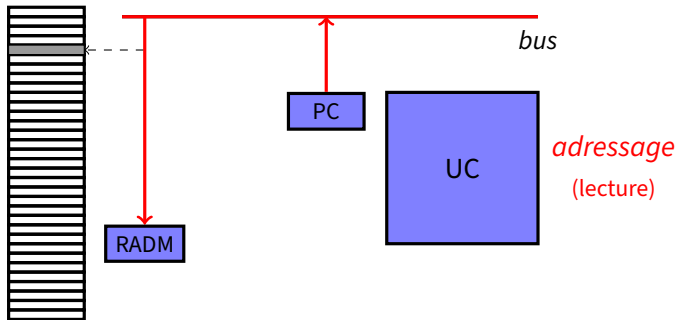 bus
PC
UC
adressage
(lecture)
RADM